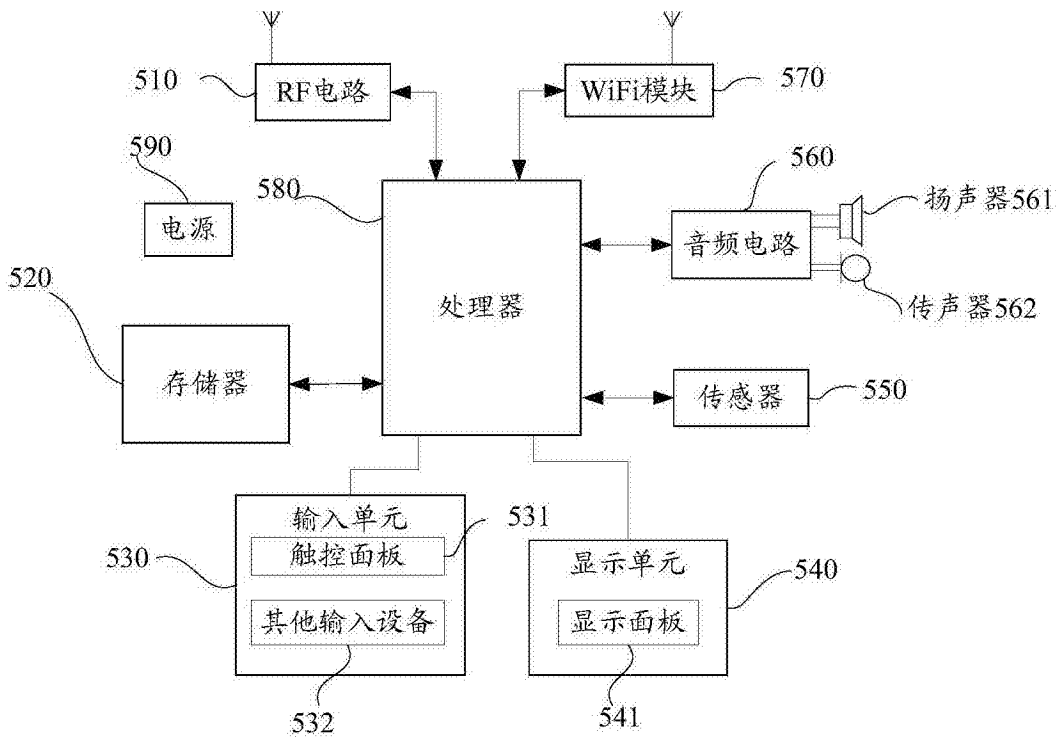 510
RF电路
WiFi模块
570
590
电源
580
560
扬声器561
音频电路
传声器562
520
处理器
存储器
传感器
550
输入单元
531
530
触控面板
其他输入设备
532
显示单元
540
显示面板
541